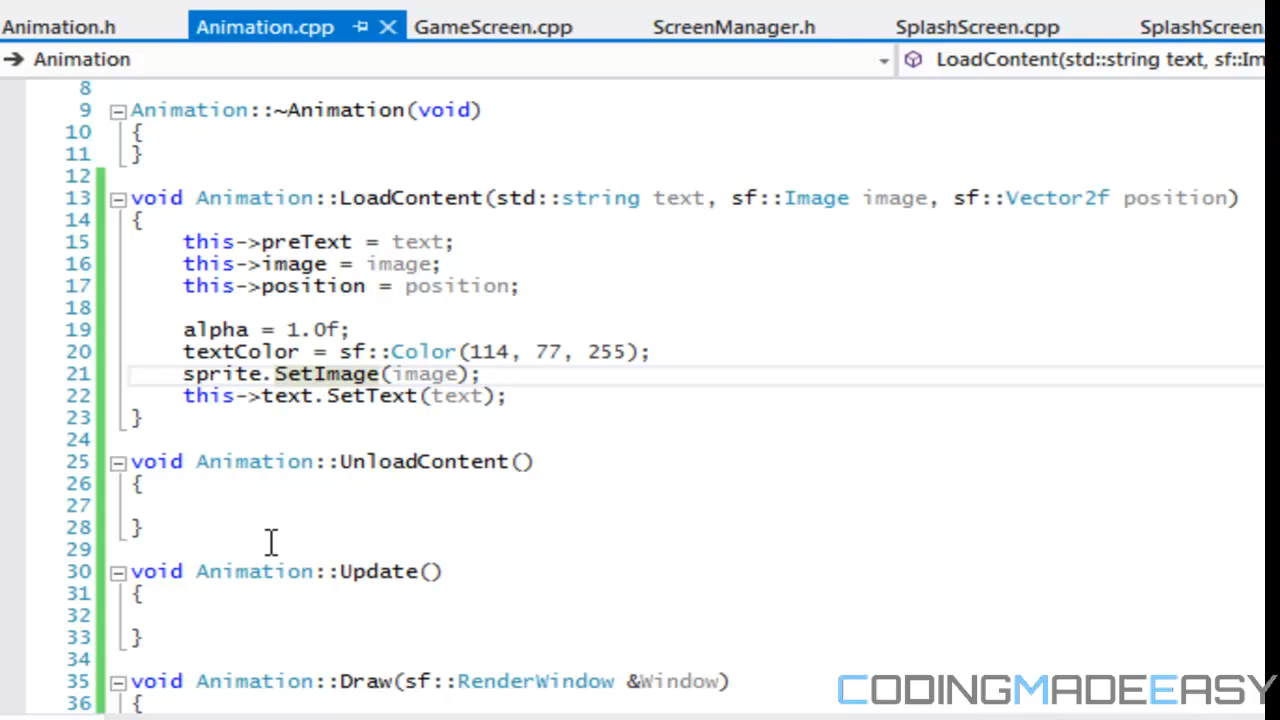 Animation.h Animation.cpp GameScreen.cpp ScreenManager.h SplashScreen.cpp SplashScreen.
Animation LoadContent(std::string text, sf::Im
8
9 Animation::~Animation(void)
10 {
11 }
12
13 void Animation::LoadContent(std::string text, sf::Image image, sf::Vector2f position)
14 {
15 this->preText = text;
16 this->image = image;
17 this->position = position;
18
19 alpha = 1.0f;
20 textColor = sf::Color(114, 77, 255);
21 sprite.SetImage(image);
22 this->text.SetText(text);
23 }
24
25 void Animation::UnloadContent()
26 {
27
28 }
29
30 void Animation::Update()
31 {
32
33 }
34
35 void Animation::Draw(sf::RenderWindow &Window)
36 {
CODINGMADEEASY